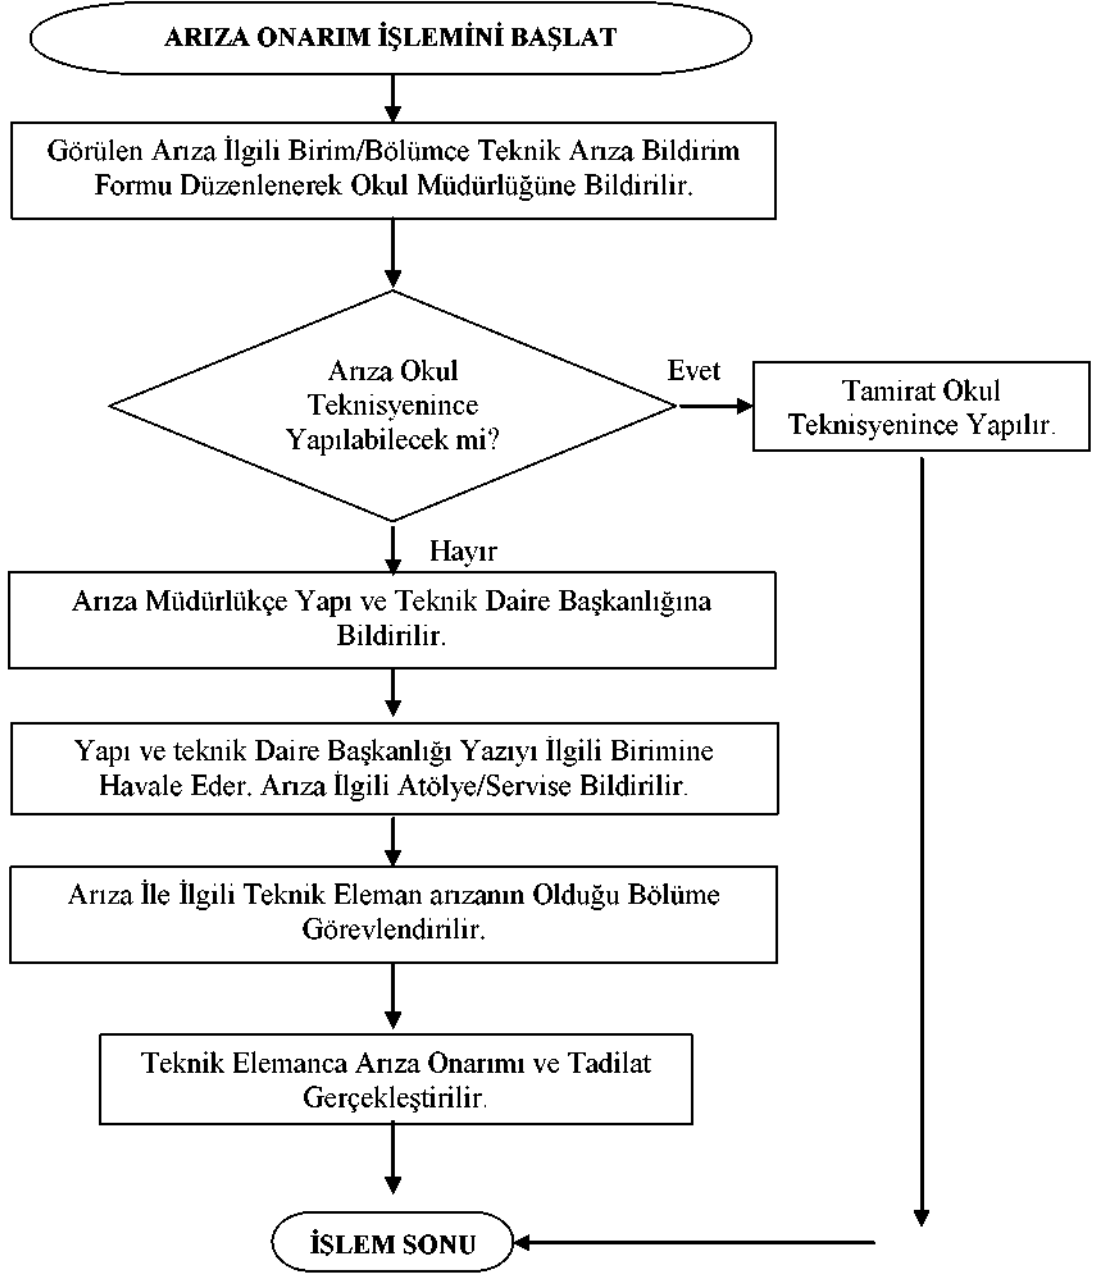 ARIZA ONARIM İŞLEMİNİ BAŞLAT
Görülen Arıza İlgili Birim/Bölümce Teknik Arıza Bildirim
Formu Düzenlenerek Okul Müdürlüğüne Bildirilir.
Arıza Okul
Teknisyenince
Yapılabilecek mi?
Evet
Tamirat Okul
Teknisyenince Yapılır.
Hayır
Arıza Müdürlükçe Yapı ve Teknik Daire Başkanlığına
Bildirilir.
Yapı ve teknik Daire Başkanlığı Yazıyı İlgili Birimine
Havale Eder. Arıza İlgili Atölye/Servise Bildirilir.
Arıza İle İlgili Teknik Eleman arızanın Olduğu Bölüme
Görevlendirilir.
Teknik Elemanca Arıza Onarımı ve Tadilat
Gerçekleştirilir.
İŞLEM SONU